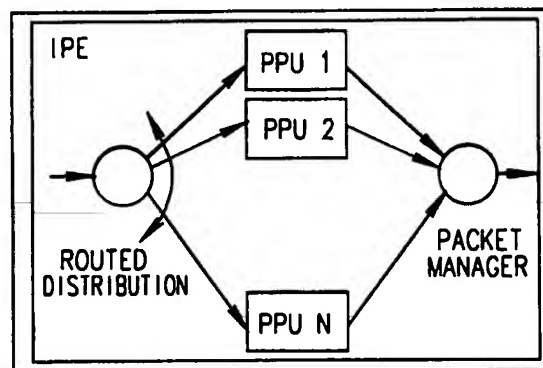 IPE
PPU 1
PPU 2
ROUTED
DISTRIBUTION
PACKET
MANAGER
PPU N